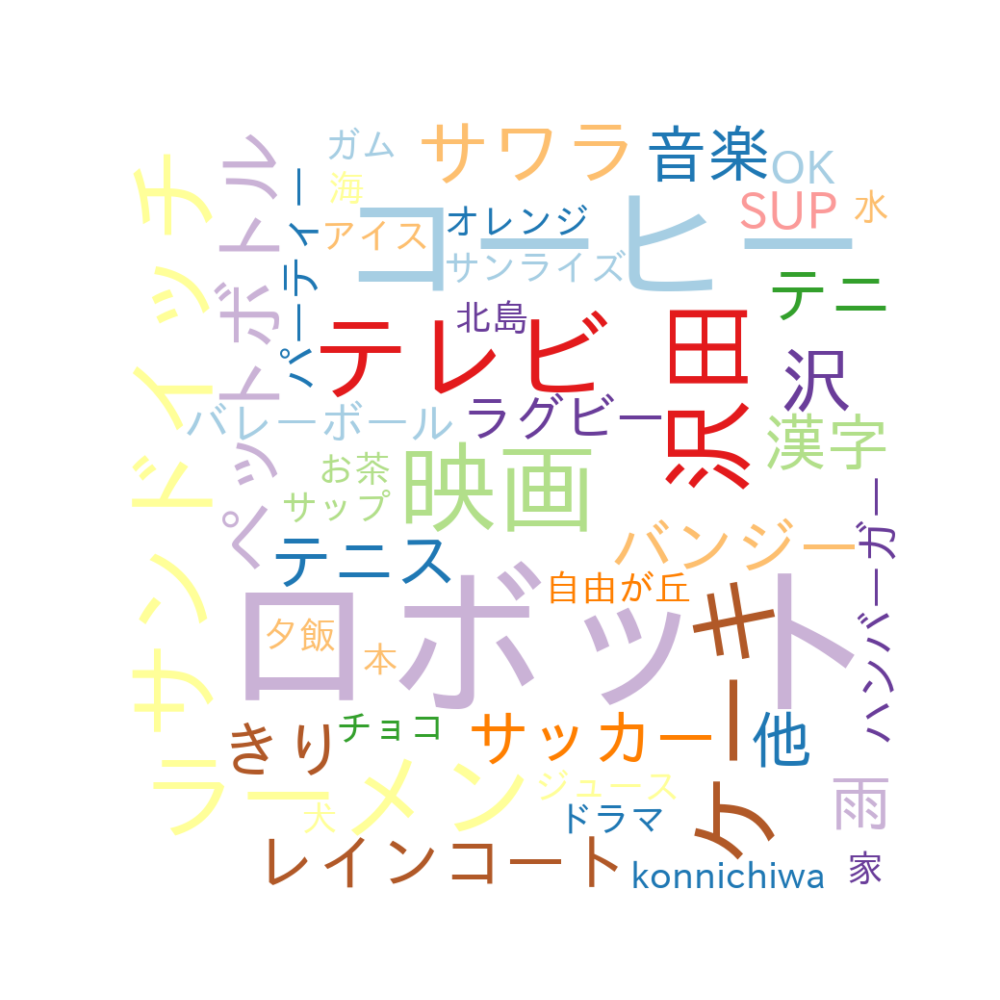 ガム
サワラ
音楽
OK
海
コーヒー
SUP
水
アイス
オレンジ
サンライズ
パーティー
ペットボトル
サンドイッチ
テニ
北島
テレビ
沢田
沢
バレーボール
ラグビー
漢字
お茶
サップ
映画
ハンバーガー
テニス
バンジー
自由が丘
ロボット
夕飯
本
ケーキ
きり
チョコ
サッカー
他
ラーメン
犬
ジュース
ドラマ
雨
レインコート
konnichiwa
家